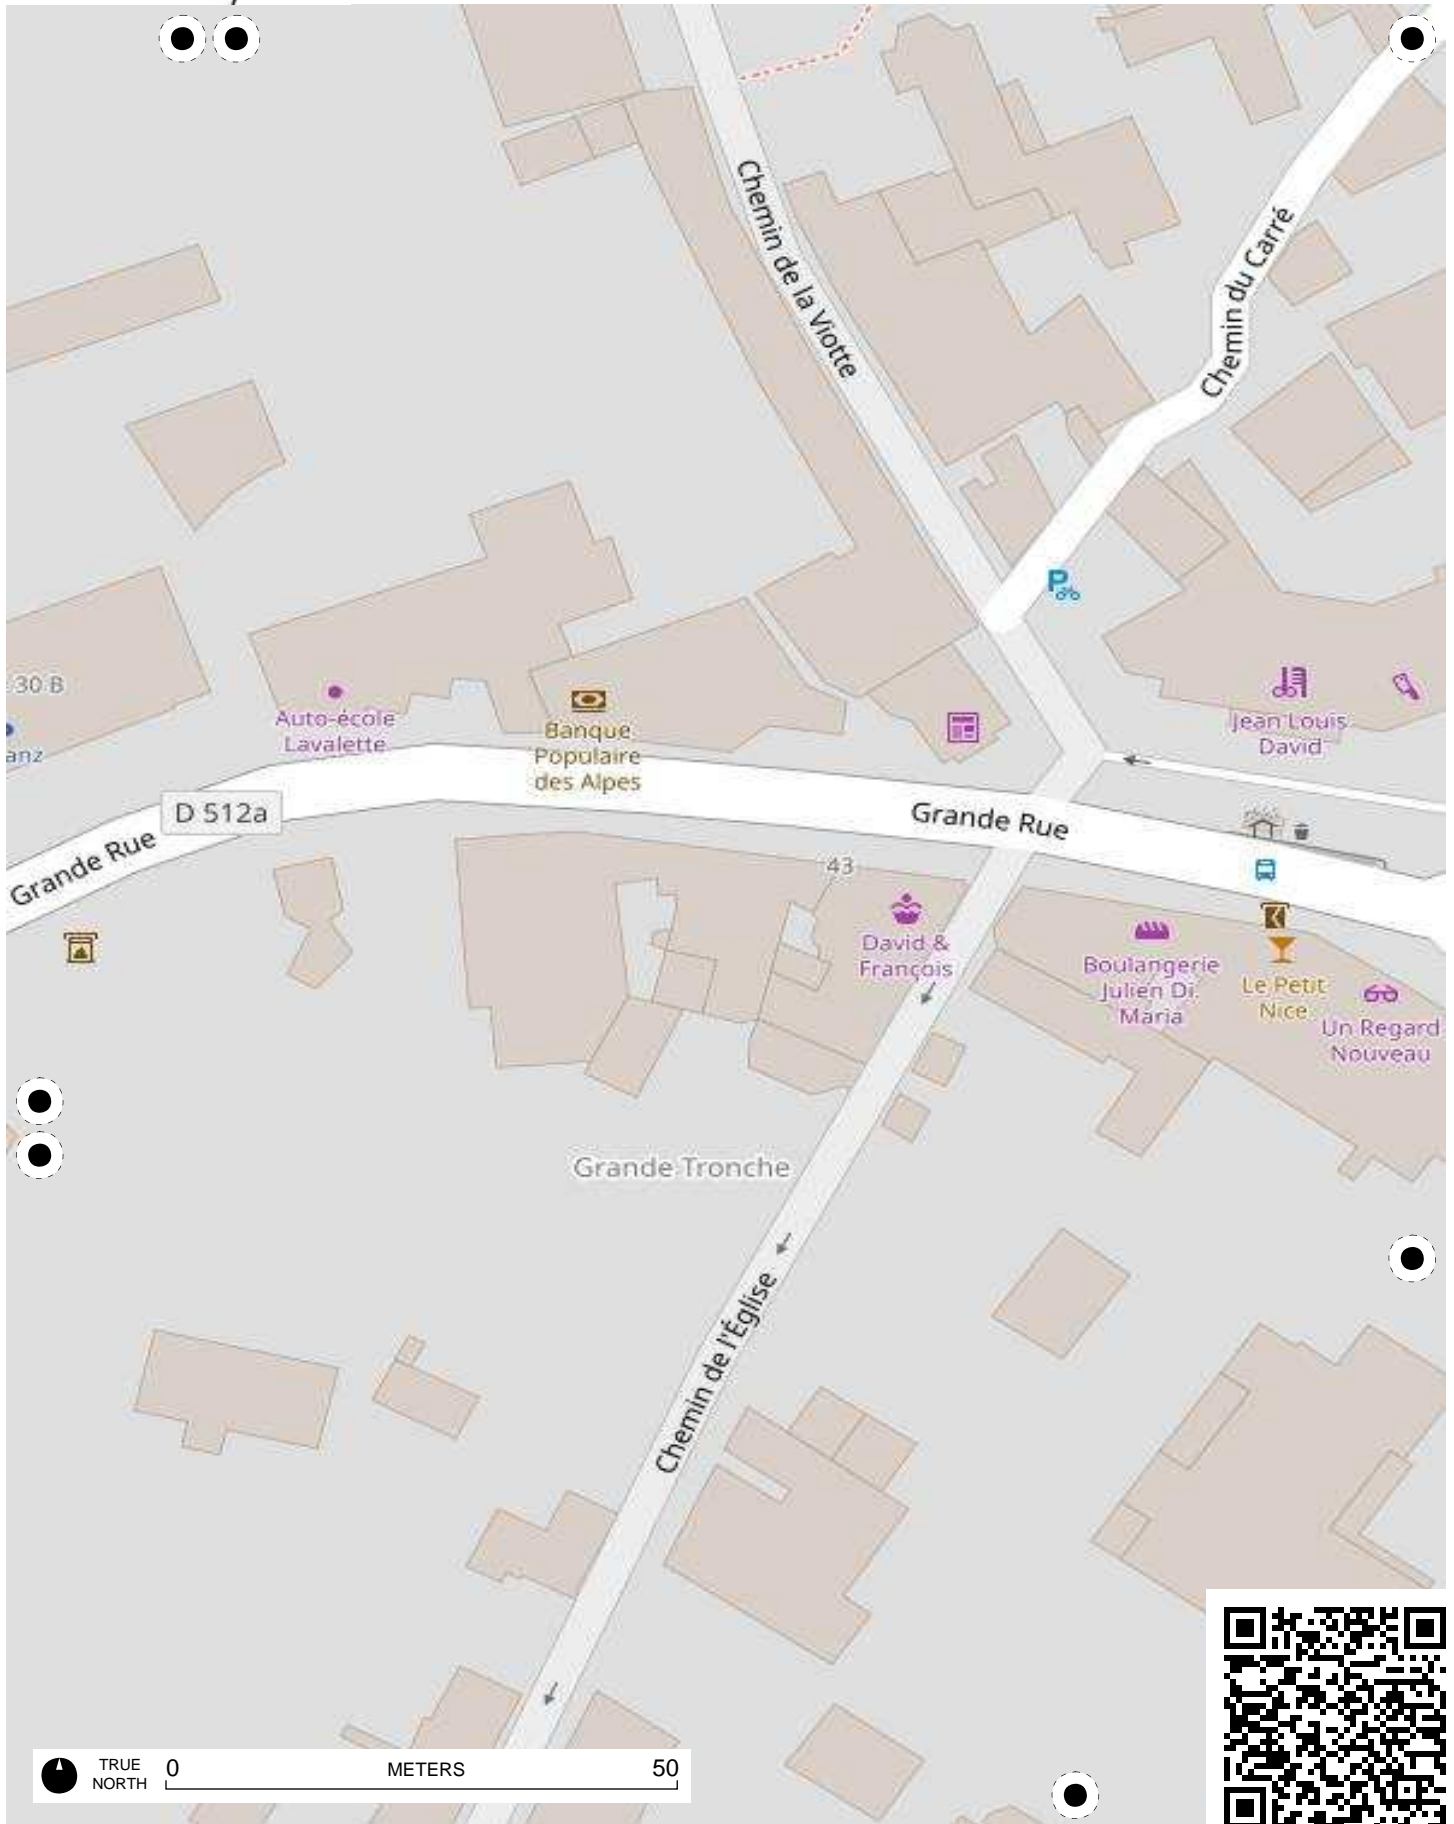 Chemin de la Viotte
Chemin du Carré
30 B
anz
Auto-école
Lavalette
Banque
Populaire
des Alpes
Jean Louis
David
D 512a
Grande Rue
Grande Rue
43
David &
François
Boulangerie
Julien Di
Maria
Le Petit
Nice
Un Regard
Nouveau
Grande Tronche
Chemin de l'Église
TRUE
NORTH
0 METERS 50